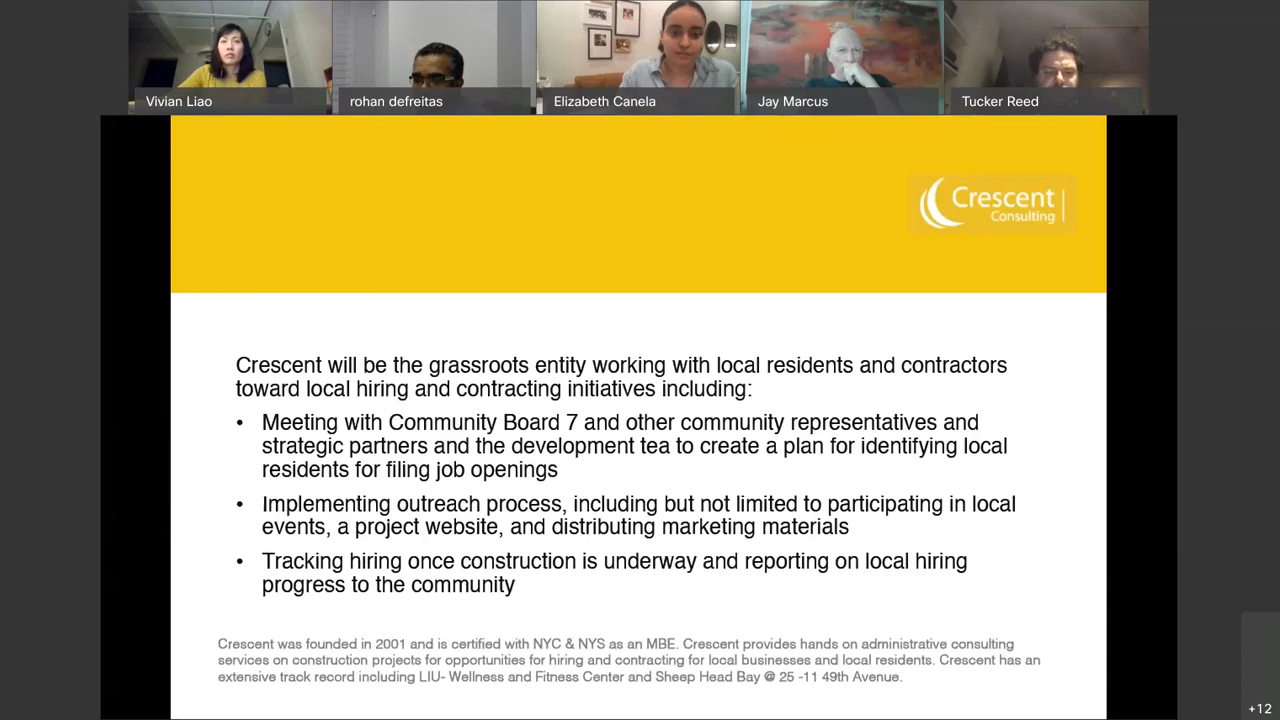 Vivian Liao
rohan defreitas
Elizabeth Canela
Jay Marcus
Tucker Reed
Crescent
Consulting
Crescent will be the grassroots entity working with local residents and contractors
toward local hiring and contracting initiatives including:
• Meeting with Community Board 7 and other community representatives and
strategic partners and the development tea to create a plan for identifying local
residents for filing job openings
• Implementing outreach process, including but not limited to participating in local
events, a project website, and distributing marketing materials
• Tracking hiring once construction is underway and reporting on local hiring
progress to the community
Crescent was founded in 2001 and is certified with NYC & NYS as an MBE. Crescent provides hands on administrative consulting
services on construction projects for opportunities for hiring and contracting for local businesses and local residents. Crescent has an
extensive track record including LIU- Wellness and Fitness Center and Sheep Head Bay @ 25 -11 49th Avenue.
+12